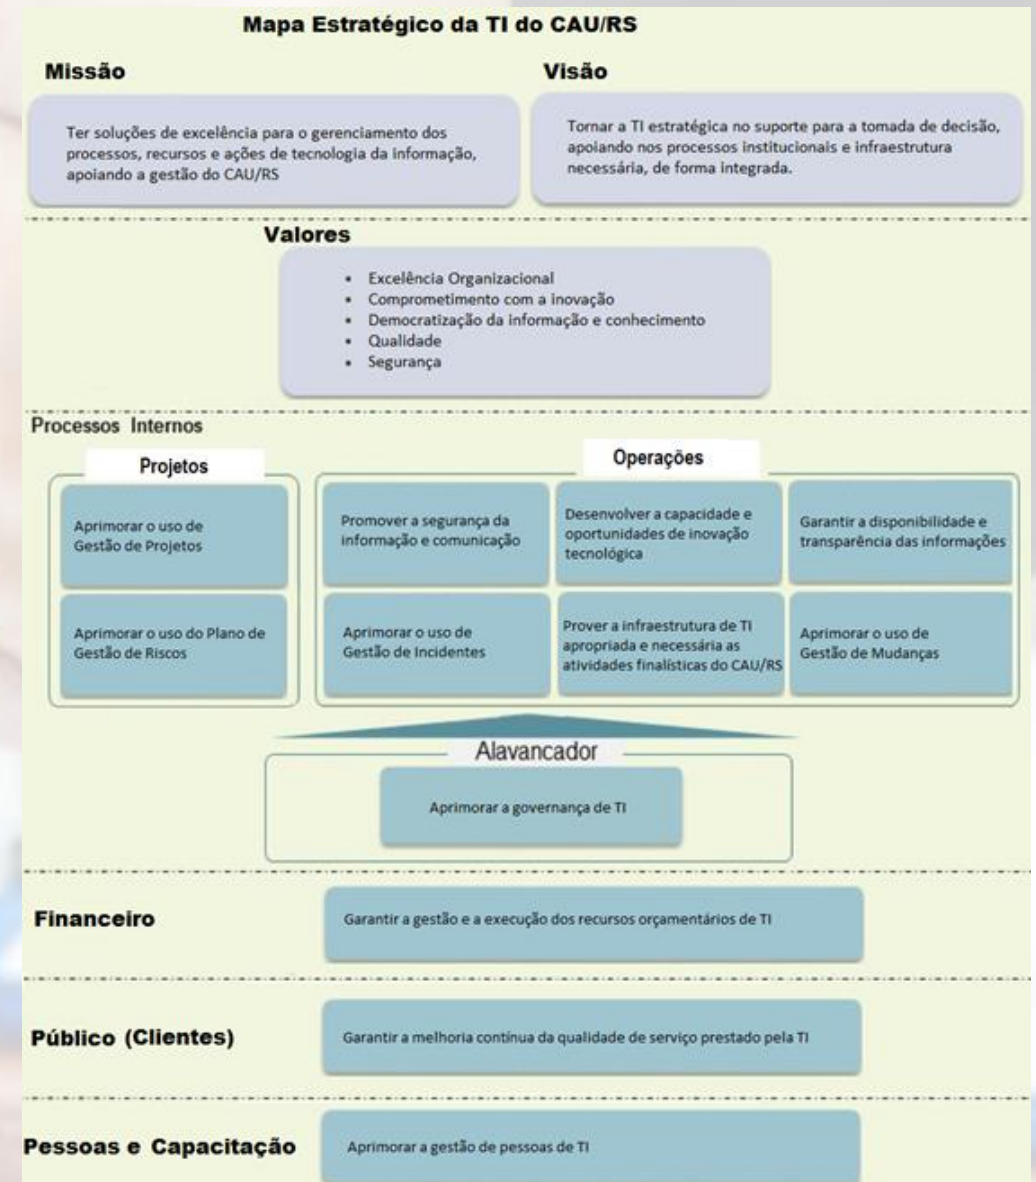 Mapa Estratégico da TI do CAU/RS
Missão
Ter soluções de excelência para o gerenciamento dos
processos, recursos e ações de tecnologia da informação,
apoiando a gestão do CAU/RS
Visão
Tornar a TI estratégica no suporte para a tomada de decisão,
apoiando nos processos institucionais e infraestrutura
necessária, de forma integrada.
Valores
• Excelência Organizacional
• Comprometimento com a inovação
• Democratização da informação e conhecimento
• Qualidade
• Segurança
Processos Internos
Projetos
Aprimorar o uso de
Gestão de Projetos
Aprimorar o uso do Plano de
Gestão de Riscos
Operações
Promover a segurança da
informação e comunicação
Desenvolver a capacidade e
oportunidades de inovação
tecnológica
Garantir a disponibilidade e
transparência das informações
Aprimorar o uso de
Gestão de Incidentes
Prover a infraestrutura de TI
apropriada e necessária as
atividades finalísticas do CAU/RS
Aprimorar o uso de
Gestão de Mudanças
Alavancador
Aprimorar a governança de TI
Financeiro
Garantir a gestão e a execução dos recursos orçamentários de TI
Público (Clientes)
Garantir a melhoria contínua da qualidade de serviço prestado pela TI
Pessoas e Capacitação
Aprimorar a gestão de pessoas de TI